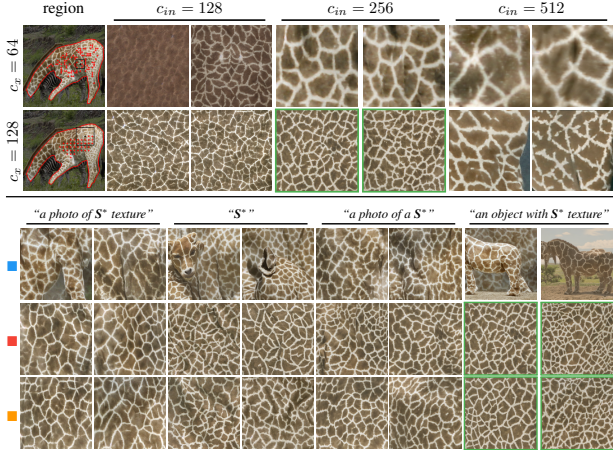 region
c_in = 128
c_in = 256
c_in = 512
c_x = 64
c_x = 128
“a photo of S* texture”
“S*”
“a photo of a S*”
“an object with S* texture”